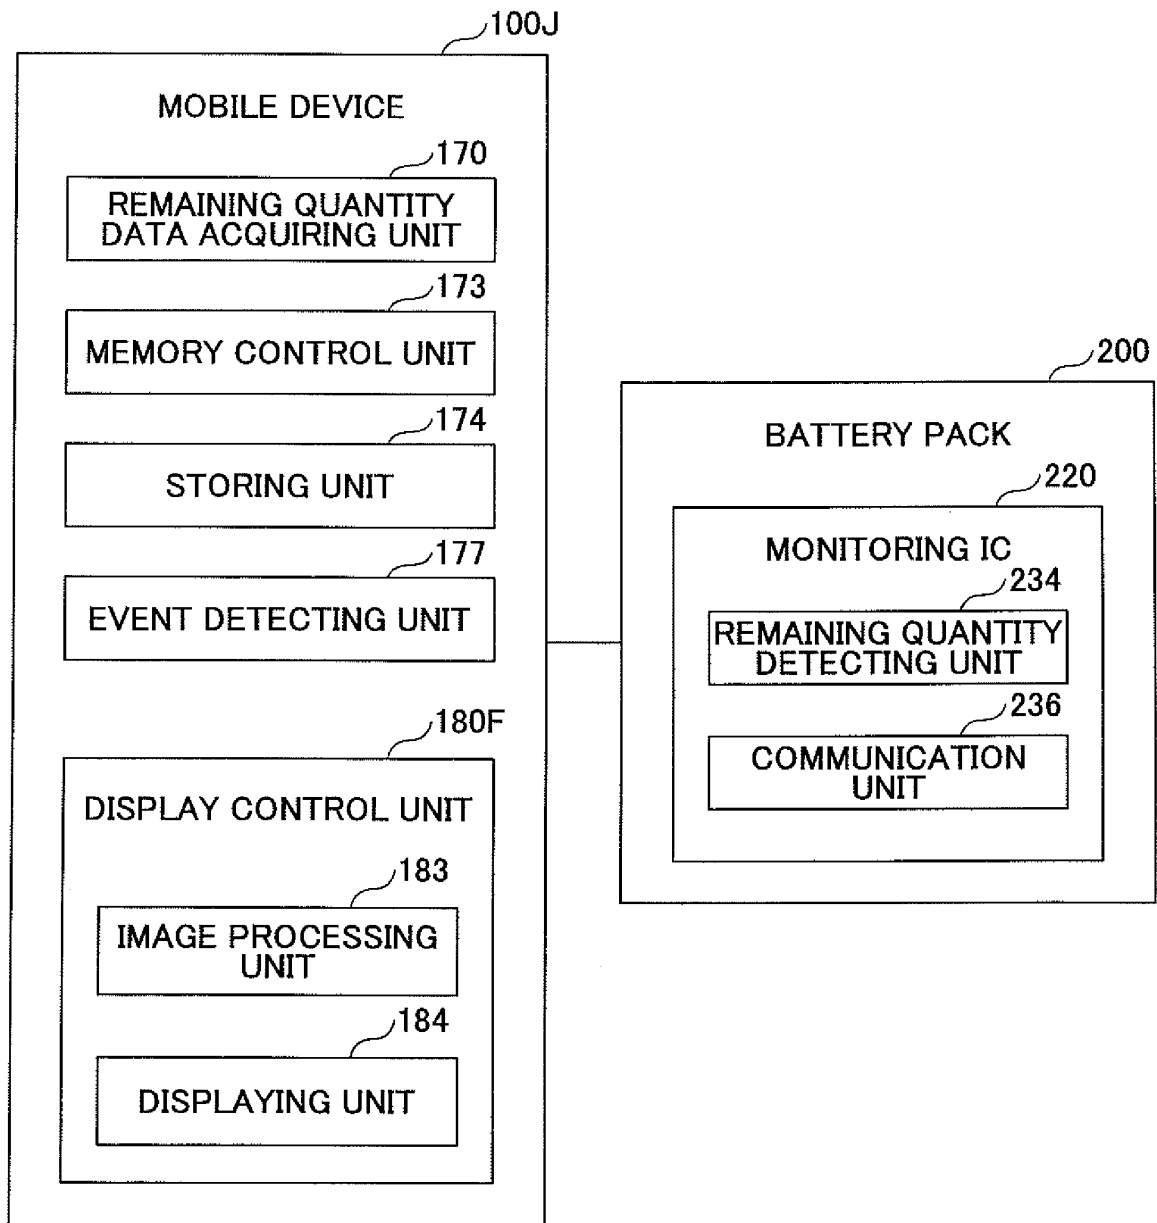 100J
MOBILE DEVICE
170
REMAINING QUANTITY
DATA ACQUIRING UNIT
173
MEMORY CONTROL UNIT
174
STORING UNIT
177
EVENT DETECTING UNIT
180F
DISPLAY CONTROL UNIT
183
IMAGE PROCESSING
UNIT
184
DISPLAYING UNIT
200
BATTERY PACK
220
MONITORING IC
234
REMAINING QUANTITY
DETECTING UNIT
236
COMMUNICATION
UNIT